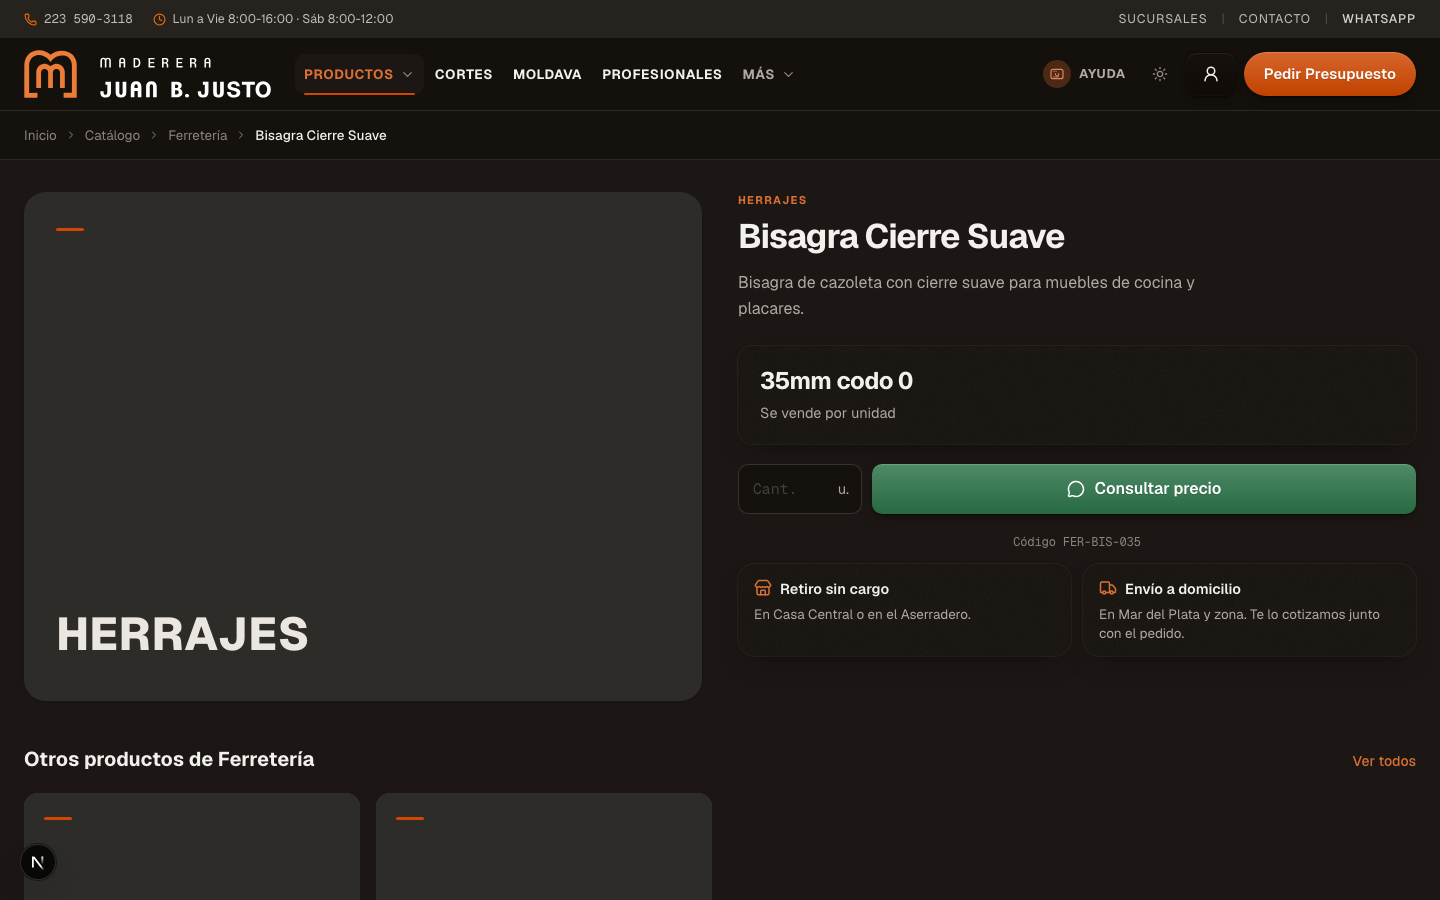 223 590-3118
Lun a Vie 8:00-16:00 · Sáb 8:00-12:00
SUCURSALES
CONTACTO
WHATSAPP
MADERERA
JUAN B. JUSTO
PRODUCTOS
CORTES
MOLDAVA
PROFESIONALES
MÁS
AYUDA
Pedir Presupuesto
Inicio > Catálogo > Ferretería > Bisagra Cierre Suave
HERRAJES
HERRAJES
Bisagra Cierre Suave
Bisagra de cazoleta con cierre suave para muebles de cocina y
placares.
35mm codo 0
Se vende por unidad
Cant. u.
Consultar precio
Código FER-BIS-035
Retiro sin cargo
En Casa Central o en el Aserradero.
Envío a domicilio
En Mar del Plata y zona. Te lo cotizamos junto
con el pedido.
Otros productos de Ferretería
Ver todos
N